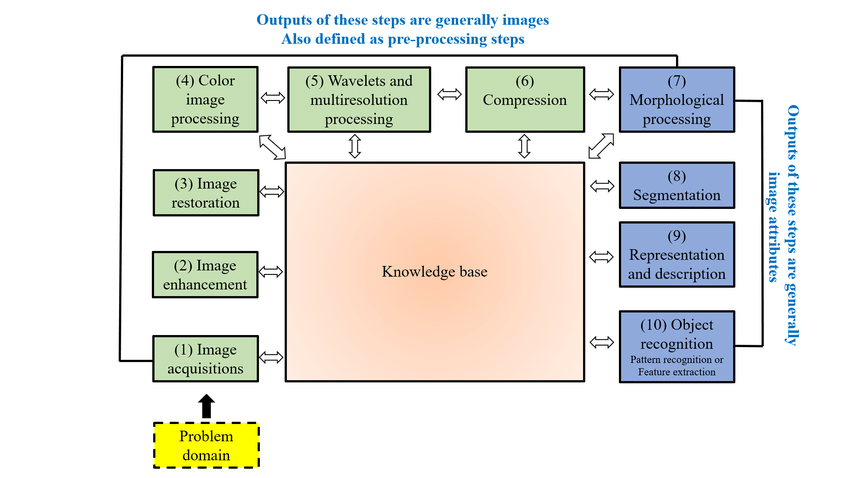 Outputs of these steps are generally images
Also defined as pre-processing steps
(4) Color
image
processing
(5) Wavelets and
multiresolution
processing
(6)
Compression
(7)
Morphological
processing
(3) Image
restoration
(8)
Segmentation
(2) Image
enhancement
Knowledge base
(9)
Representation
and description
(1) Image
acquisitions
(10) Object
recognition
Pattern recognition or
Feature extraction
Problem
domain
Outputs of these steps are generally
image attributes